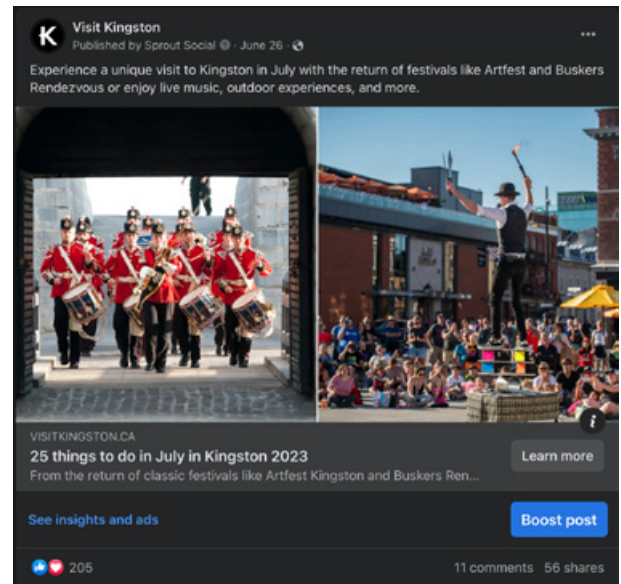 K
Visit Kingston
Published by Sprout Social · June 26 ·
Experience a unique visit to Kingston in July with the return of festivals like Artfest and Buskers
Rendezvous or enjoy live music, outdoor experiences, and more.
i
VISITKINGSTON.CA
25 things to do in July in Kingston 2023
Learn more
From the return of classic festivals like Artfest Kingston and Buskers Ren...
See insights and ads
Boost post
205
11 comments 56 shares